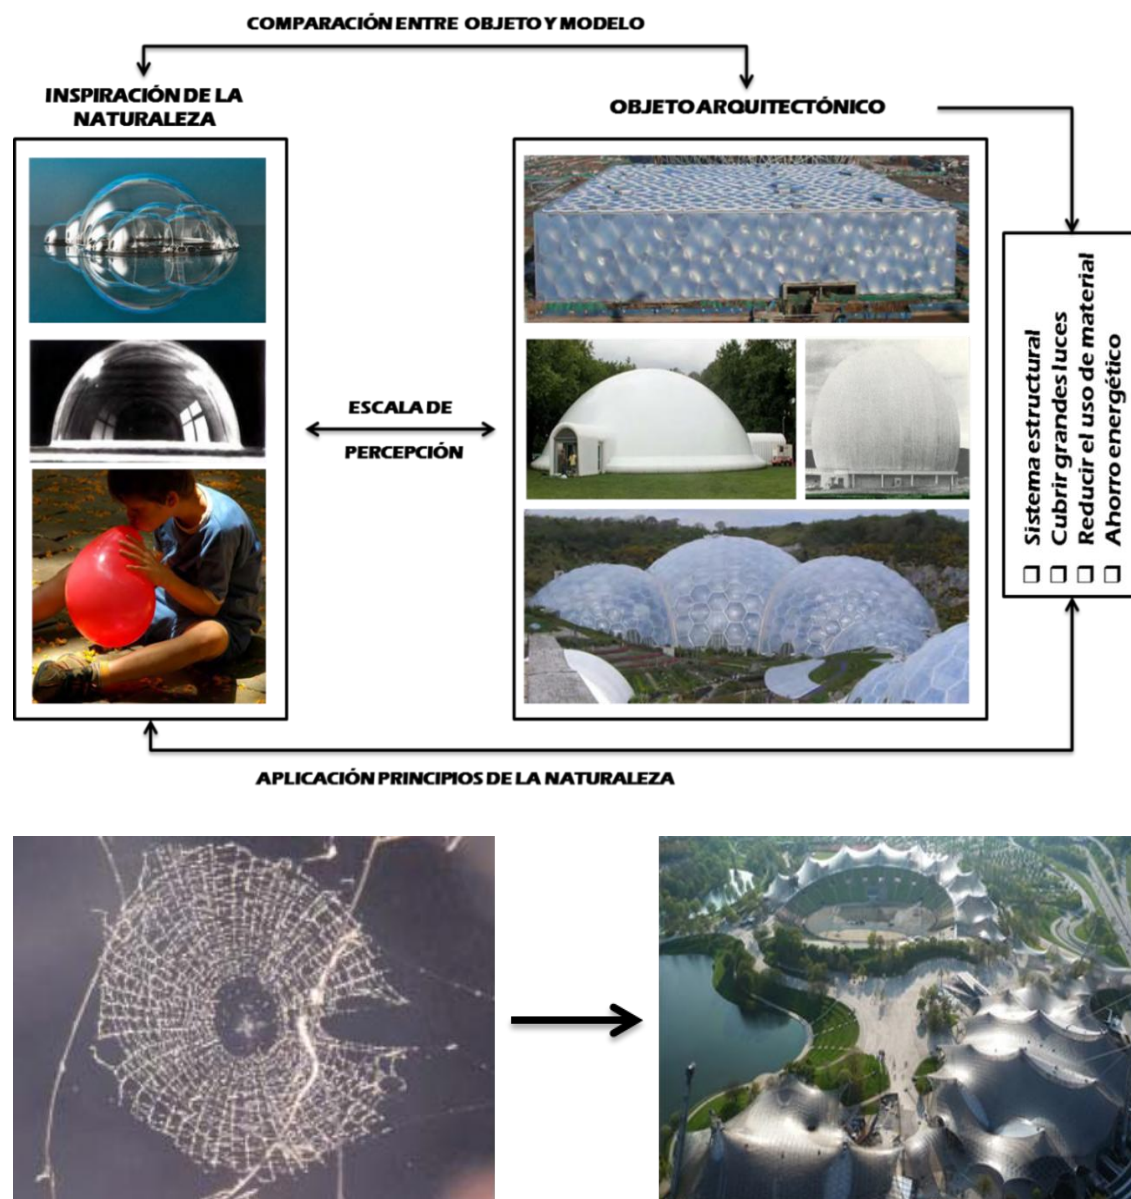 COMPARACIÓN ENTRE OBJETO Y MODELO
INSPIRACIÓN DE LA
NATURALEZA
OBJETO ARQUITECTÓNICO
ESCALA DE
PERCEPCIÓN
❑ Sistema estructural
❑ Cubrir grandes luces
❑ Reducir el uso de material
❑ Ahorro energético
APLICACIÓN PRINCIPIOS DE LA NATURALEZA